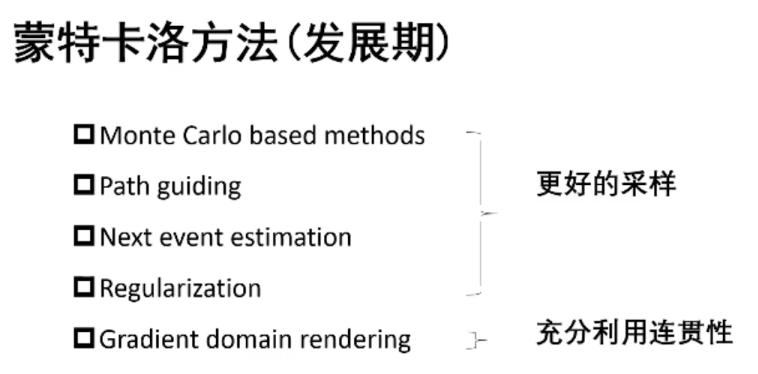 蒙特卡洛方法(发展期)
Monte Carlo based methods
Path guiding
更好的采样
Next event estimation
Regularization
Gradient domain rendering
充分利用连贯性